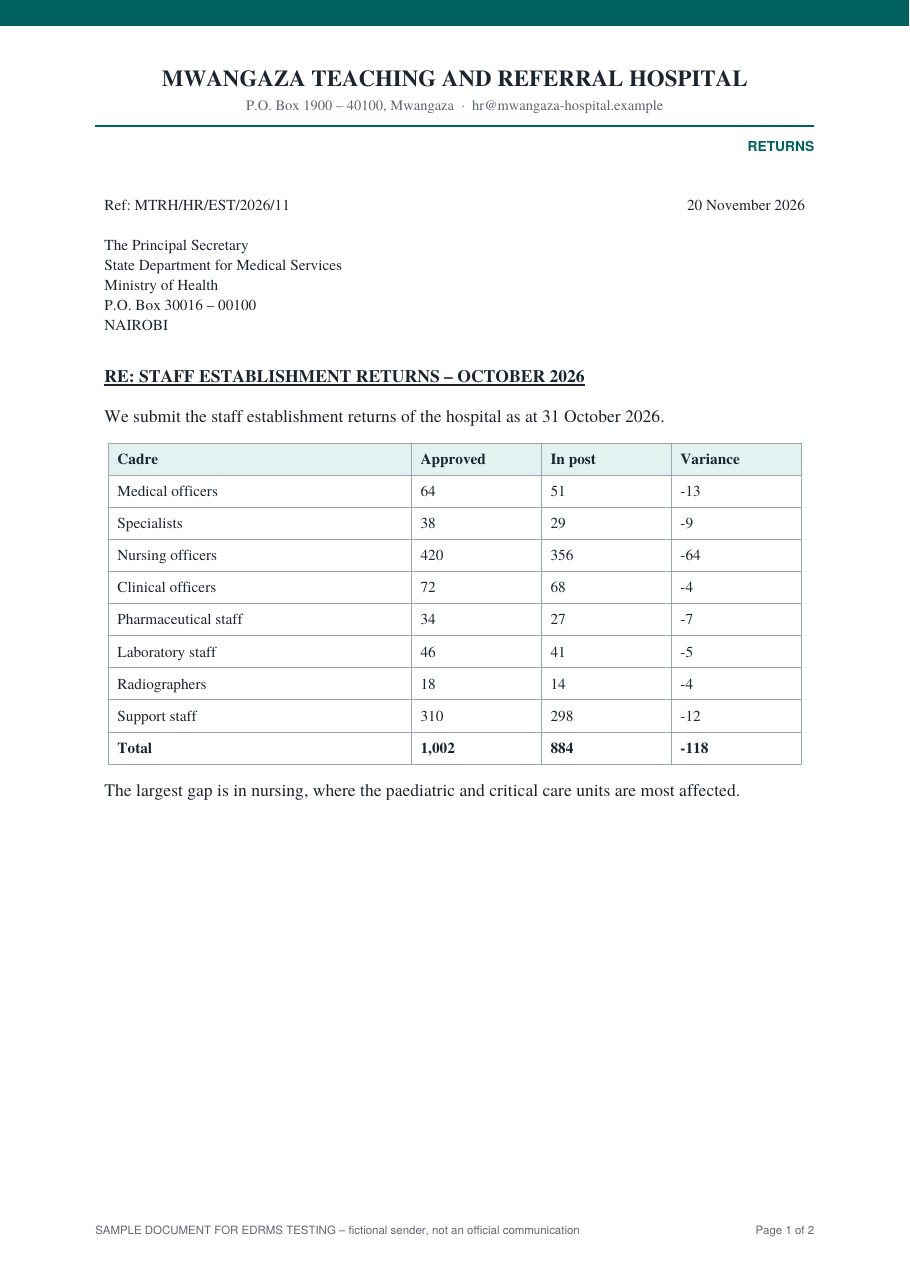 MWANGAZA TEACHING AND REFERRAL HOSPITAL
P.O. Box 1900 – 40100, Mwangaza · hr@mwangaza-hospital.example
RETURNS
Ref: MTRH/HR/EST/2026/11 20 November 2026
The Principal Secretary
State Department for Medical Services
Ministry of Health
P.O. Box 30016 – 00100
NAIROBI
RE: STAFF ESTABLISHMENT RETURNS – OCTOBER 2026
We submit the staff establishment returns of the hospital as at 31 October 2026.
Cadre Approved In post Variance
Medical officers 64 51 -13
Specialists 38 29 -9
Nursing officers 420 356 -64
Clinical officers 72 68 -4
Pharmaceutical staff 34 27 -7
Laboratory staff 46 41 -5
Radiographers 18 14 -4
Support staff 310 298 -12
Total 1,002 884 -118
The largest gap is in nursing, where the paediatric and critical care units are most affected.
SAMPLE DOCUMENT FOR EDRMS TESTING – fictional sender, not an official communication Page 1 of 2